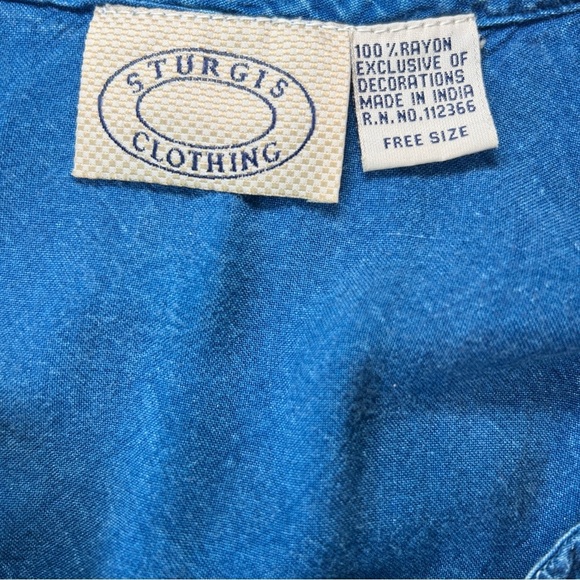 STURGIS
CLOTHING
100 % RAYON
EXCLUSIVE OF
DECORATIONS
MADE IN INDIA
R.N.NO.112366
FREE SIZE